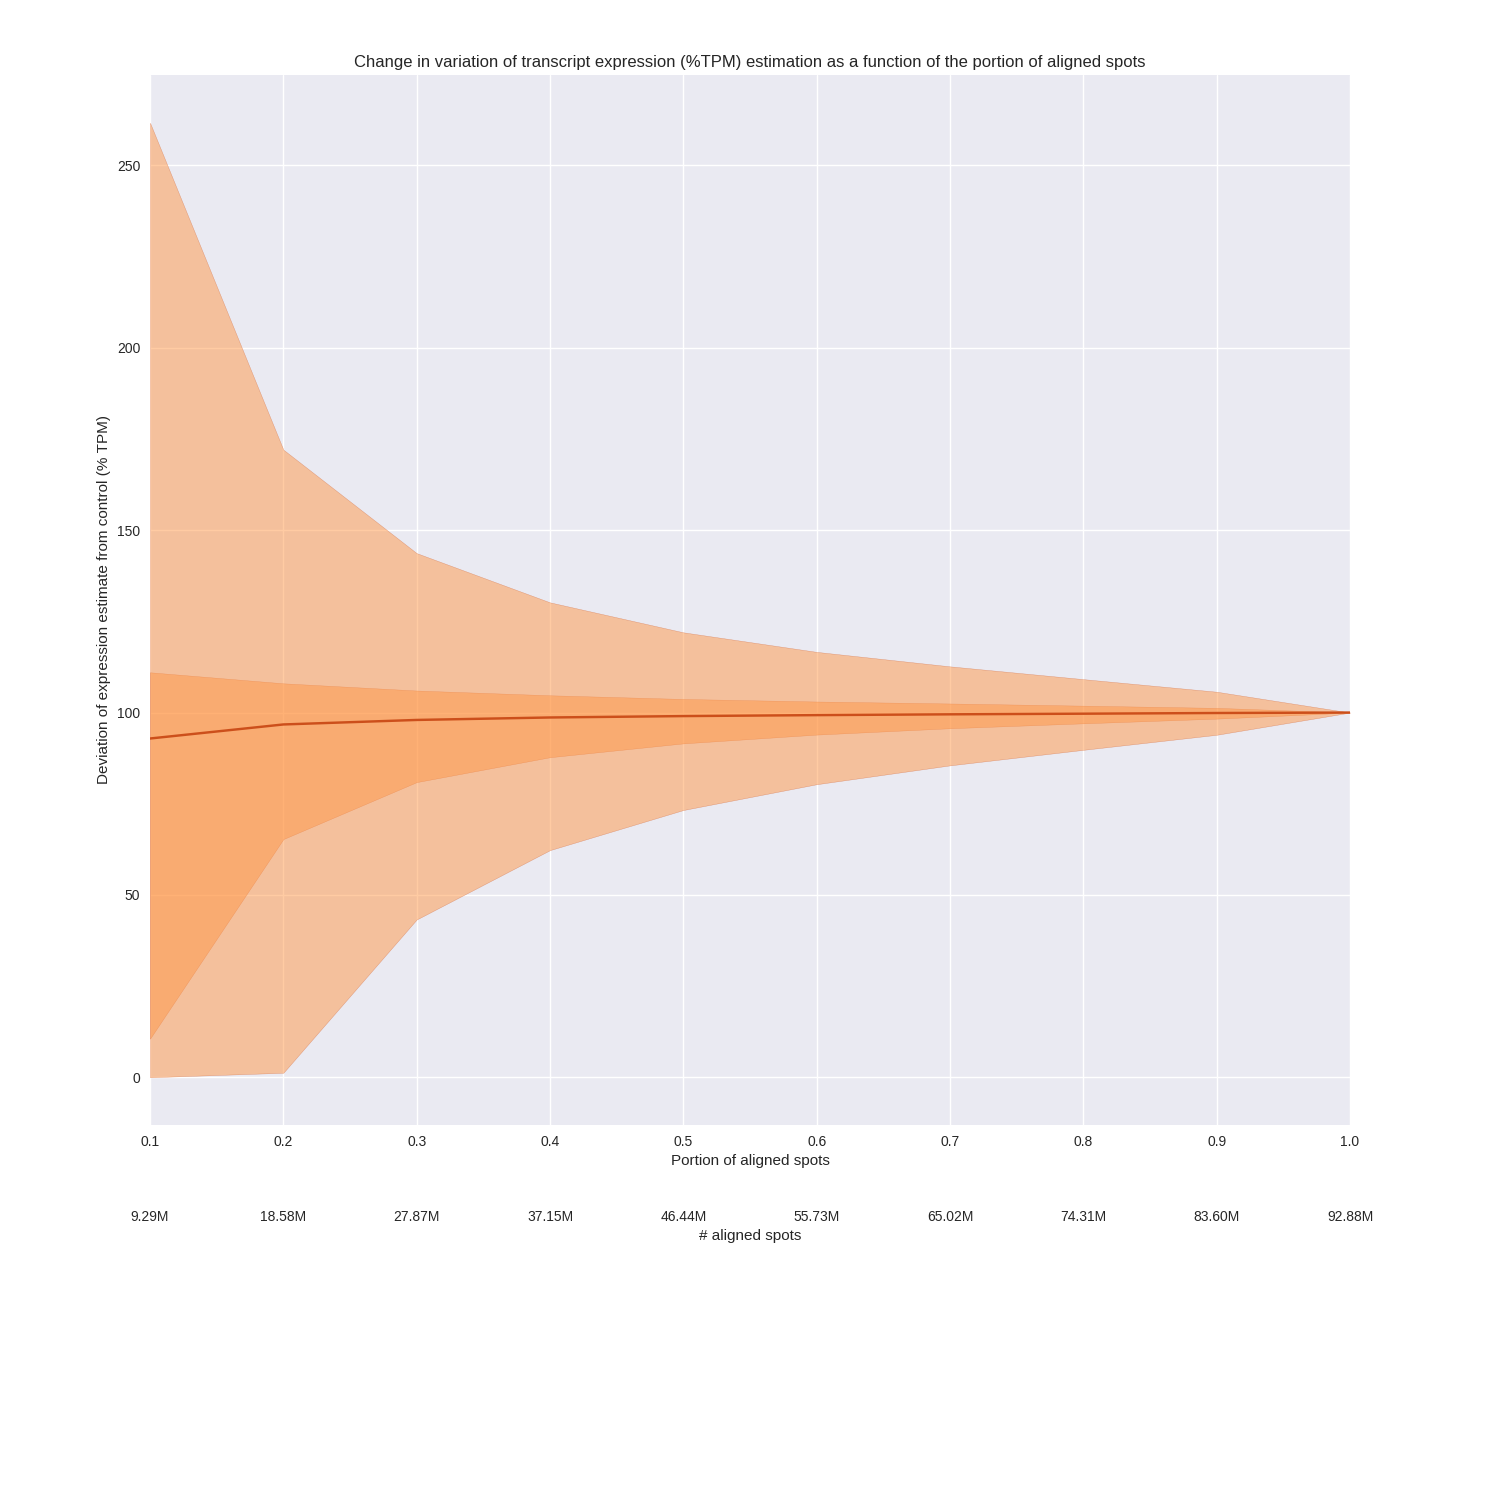 Change in variation of transcript expression (%TPM) estimation as a function of the portion of aligned spots
Deviation of expression estimate from control (% TPM)
250
200
150
100
50
0
0.1 0.2 0.3 0.4 0.5 0.6 0.7 0.8 0.9 1.0
Portion of aligned spots
9.29M 18.58M 27.87M 37.15M 46.44M 55.73M 65.02M 74.31M 83.60M 92.88M
# aligned spots